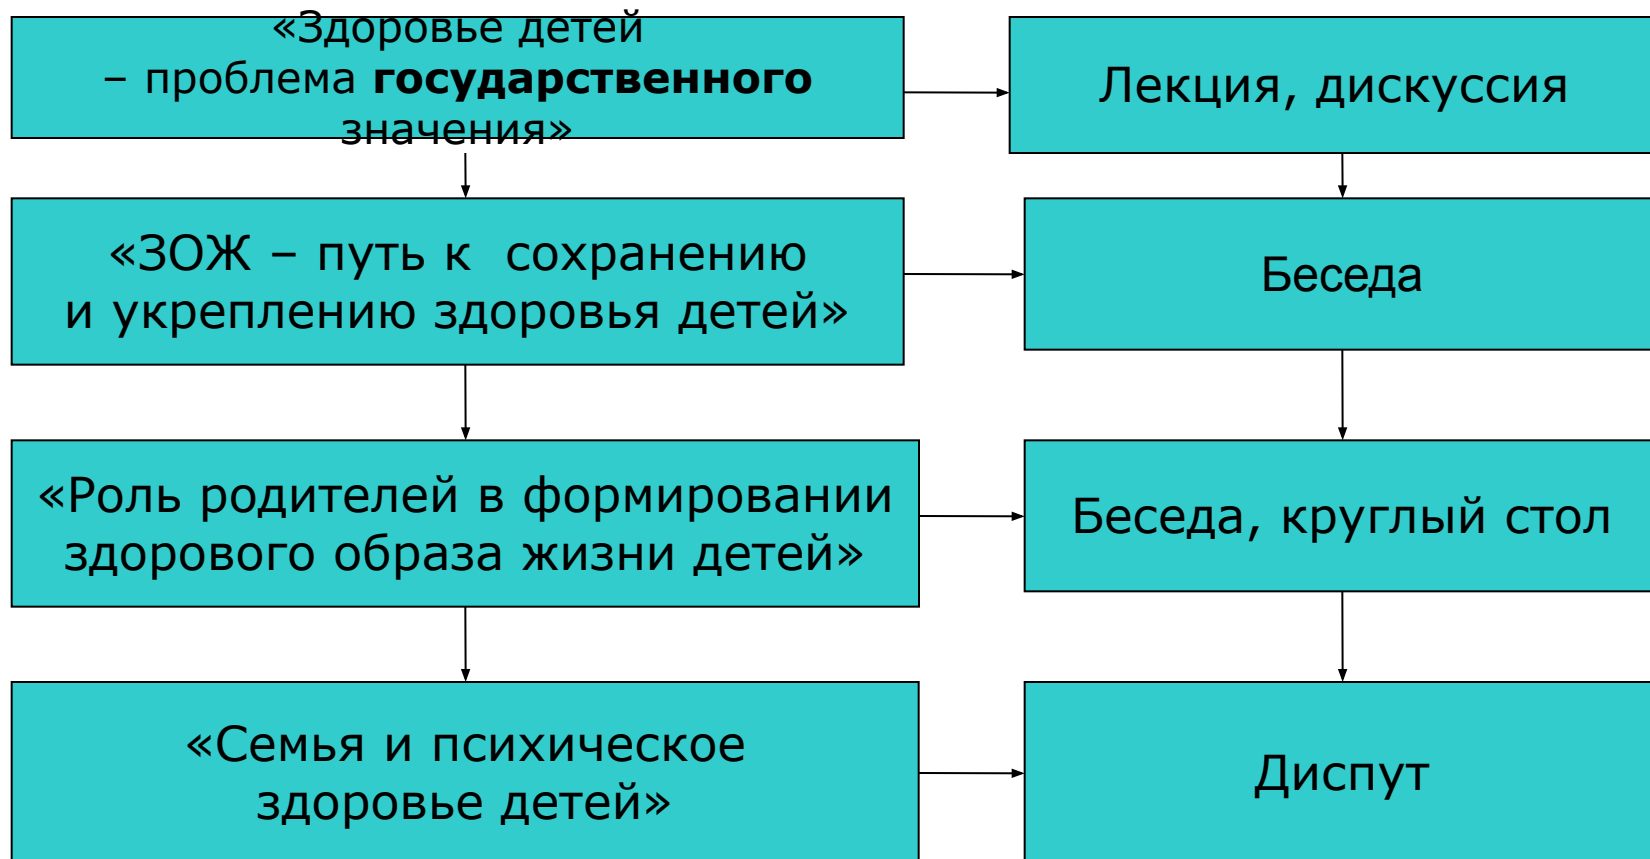 «Здоровье детей
– проблема государственного
значения»
Лекция, дискуссия
«ЗОЖ – путь к  сохранению
и укреплению здоровья детей»
Беседа
«Роль родителей в формировании
здорового образа жизни детей»
Беседа, круглый стол
«Семья и психическое
здоровье детей»
Диспут